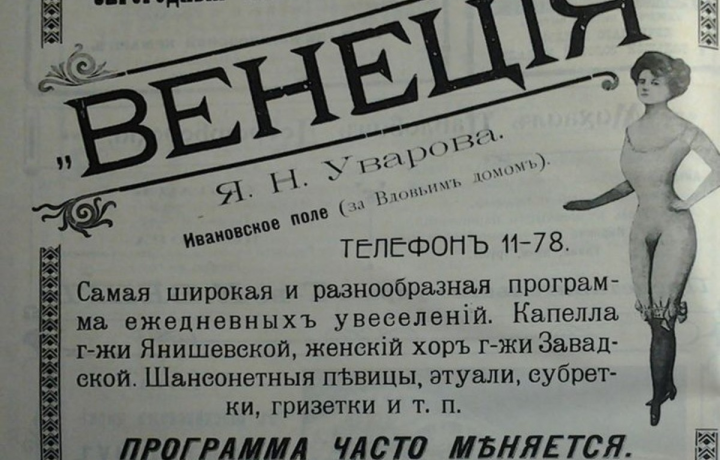 „ВЕНЕЦІЯ
Я. Н. Уварова.
Ивановское поле (за Вдовьимъ домомъ).
ТЕЛЕФОНЪ 11–78.
Самая широкая и разнообразная програм-
ма ежедневныхъ увеселеній. Капелла
г-жи Янишевской, женскій хоръ г-жи Завад-
ской. Шансонетныя пѣвицы, этуали, субрет-
ки, гризетки и т. п.
ПРОГРАММА ЧАСТО МѢНЯЕТСЯ.